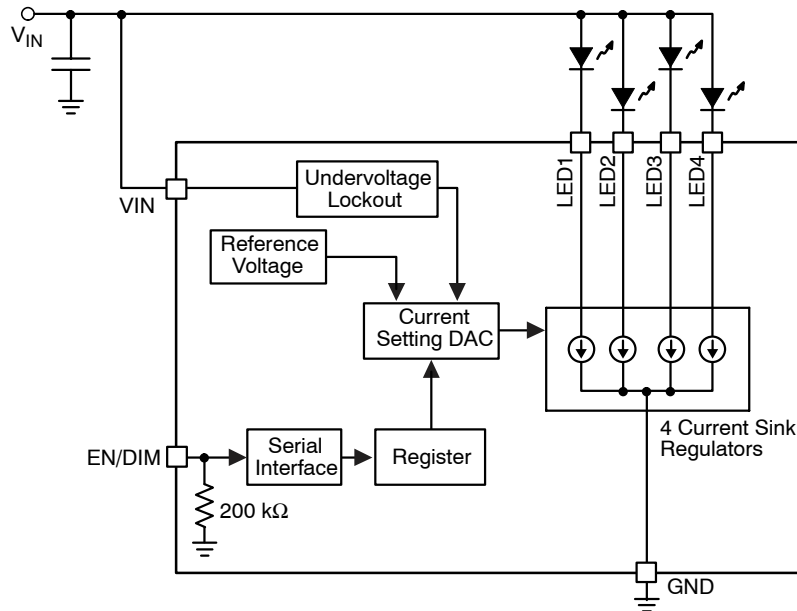 VIN
LED1
LED2
LED3
LED4
VIN
Undervoltage
Lockout
Reference
Voltage
Current
Setting DAC
4 Current Sink
Regulators
EN/DIM
Serial
Interface
Register
200 kΩ
GND